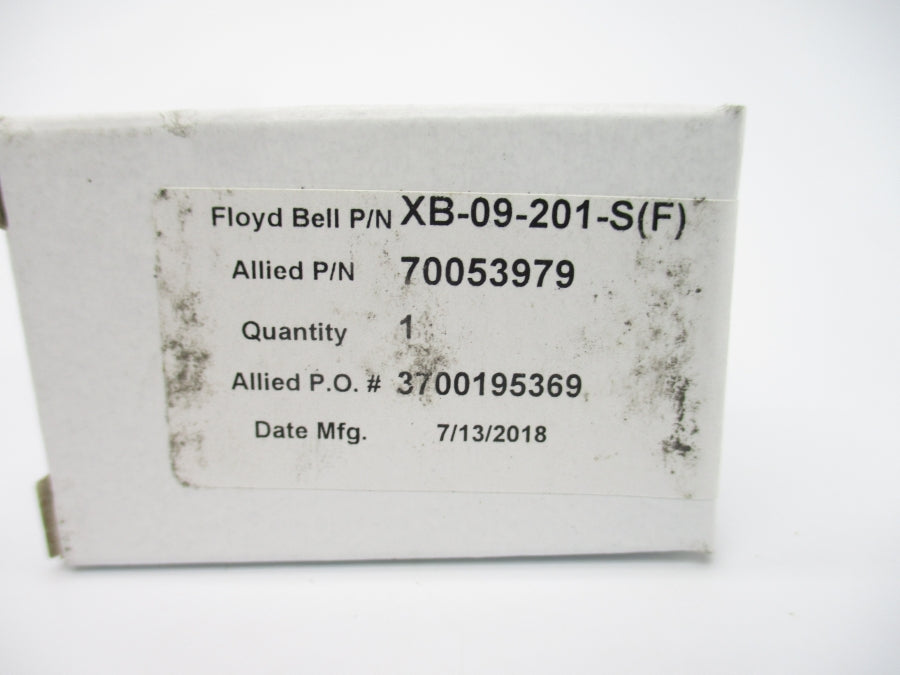 Floyd Bell P/N XB-09-201-S(F)
Allied P/N 70053979
Quantity 1
Allied P.O. # 3700195369
Date Mfg. 7/13/2018